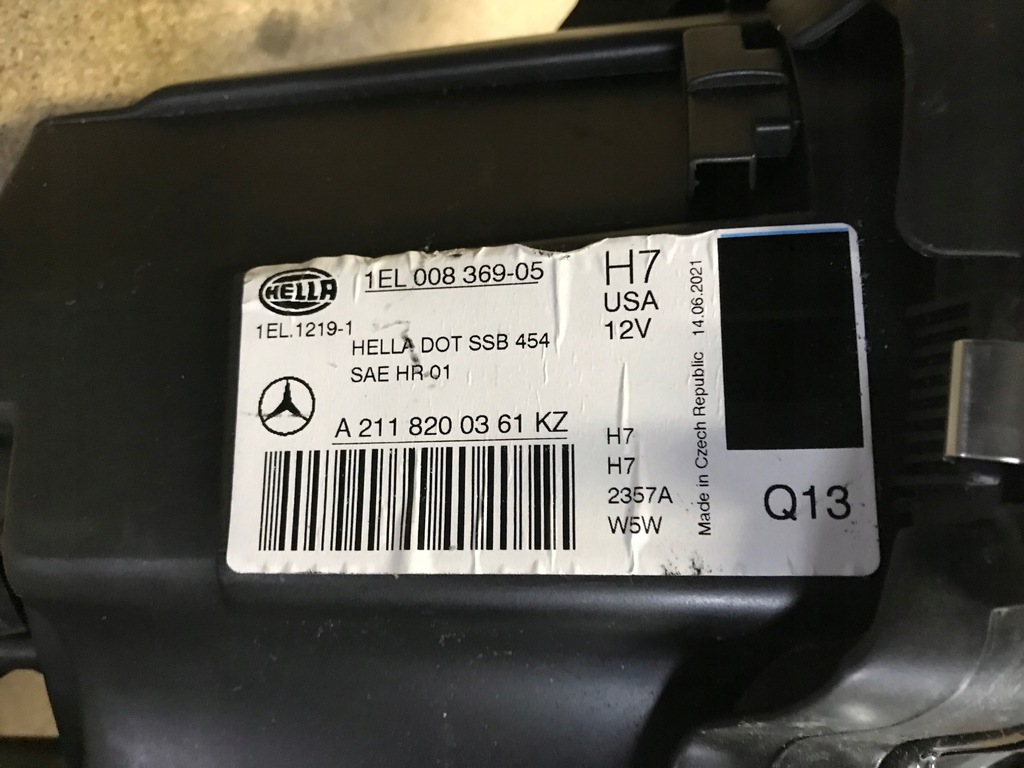 HELLA
1EL 008 369-05
1EL.1219-1
HELLA DOT SSB 454
SAE HR 01
A 211 820 03 61 KZ
H7
USA
12V
H7
H7
2357A
W5W
Made in Czech Republic 14.06.2021
Q13